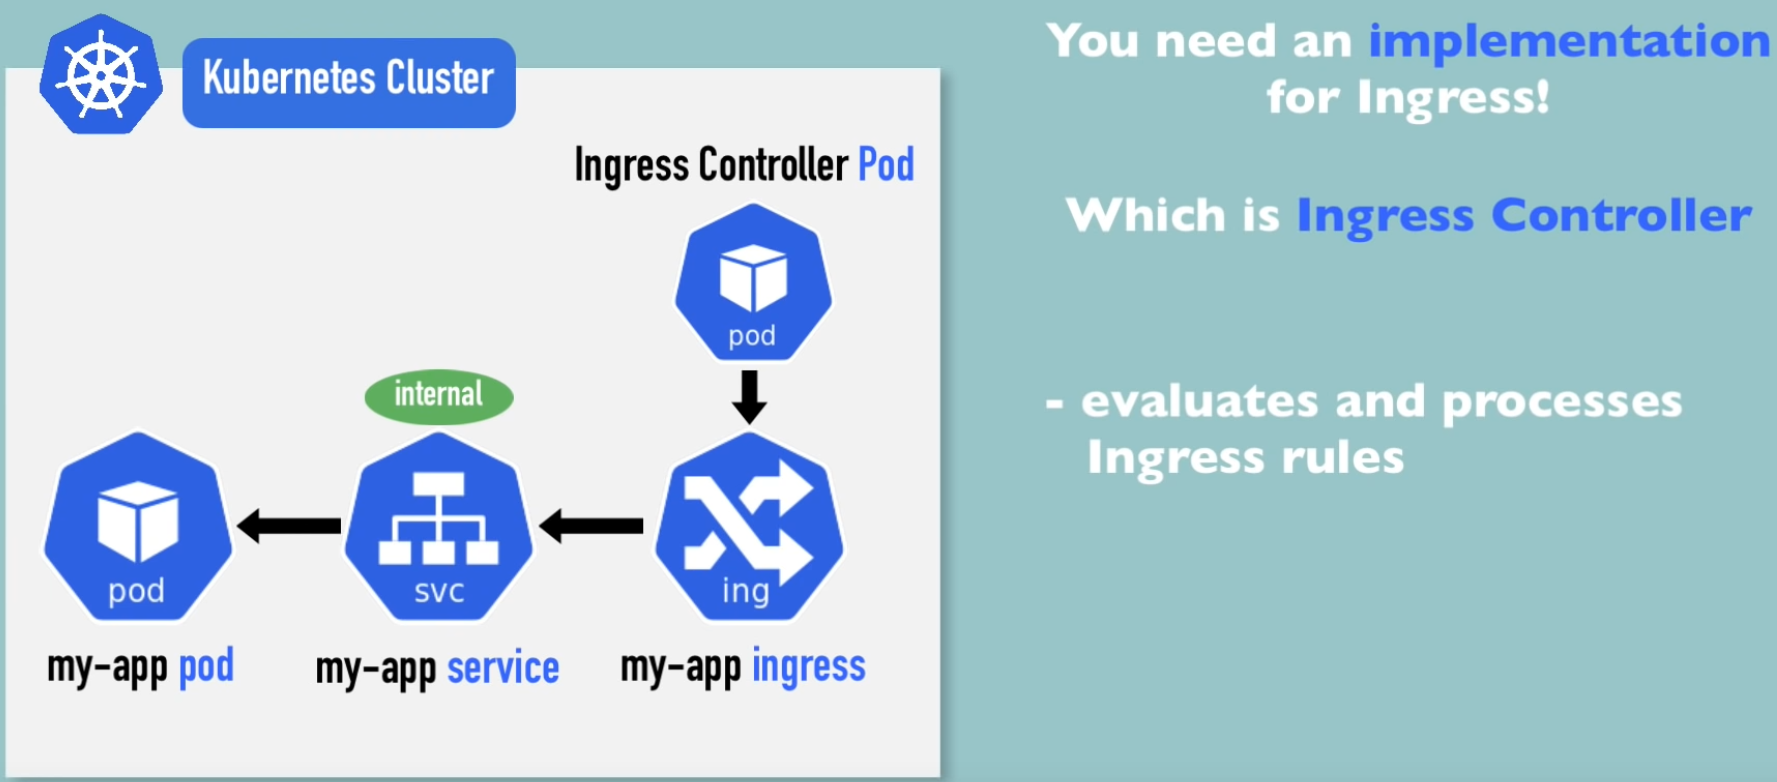 Kubernetes Cluster
You need an implementation
for Ingress!
Ingress Controller Pod
Which is Ingress Controller
pod
internal
- evaluates and processes
Ingress rules
pod
svc
ing
my-app pod
my-app service
my-app ingress